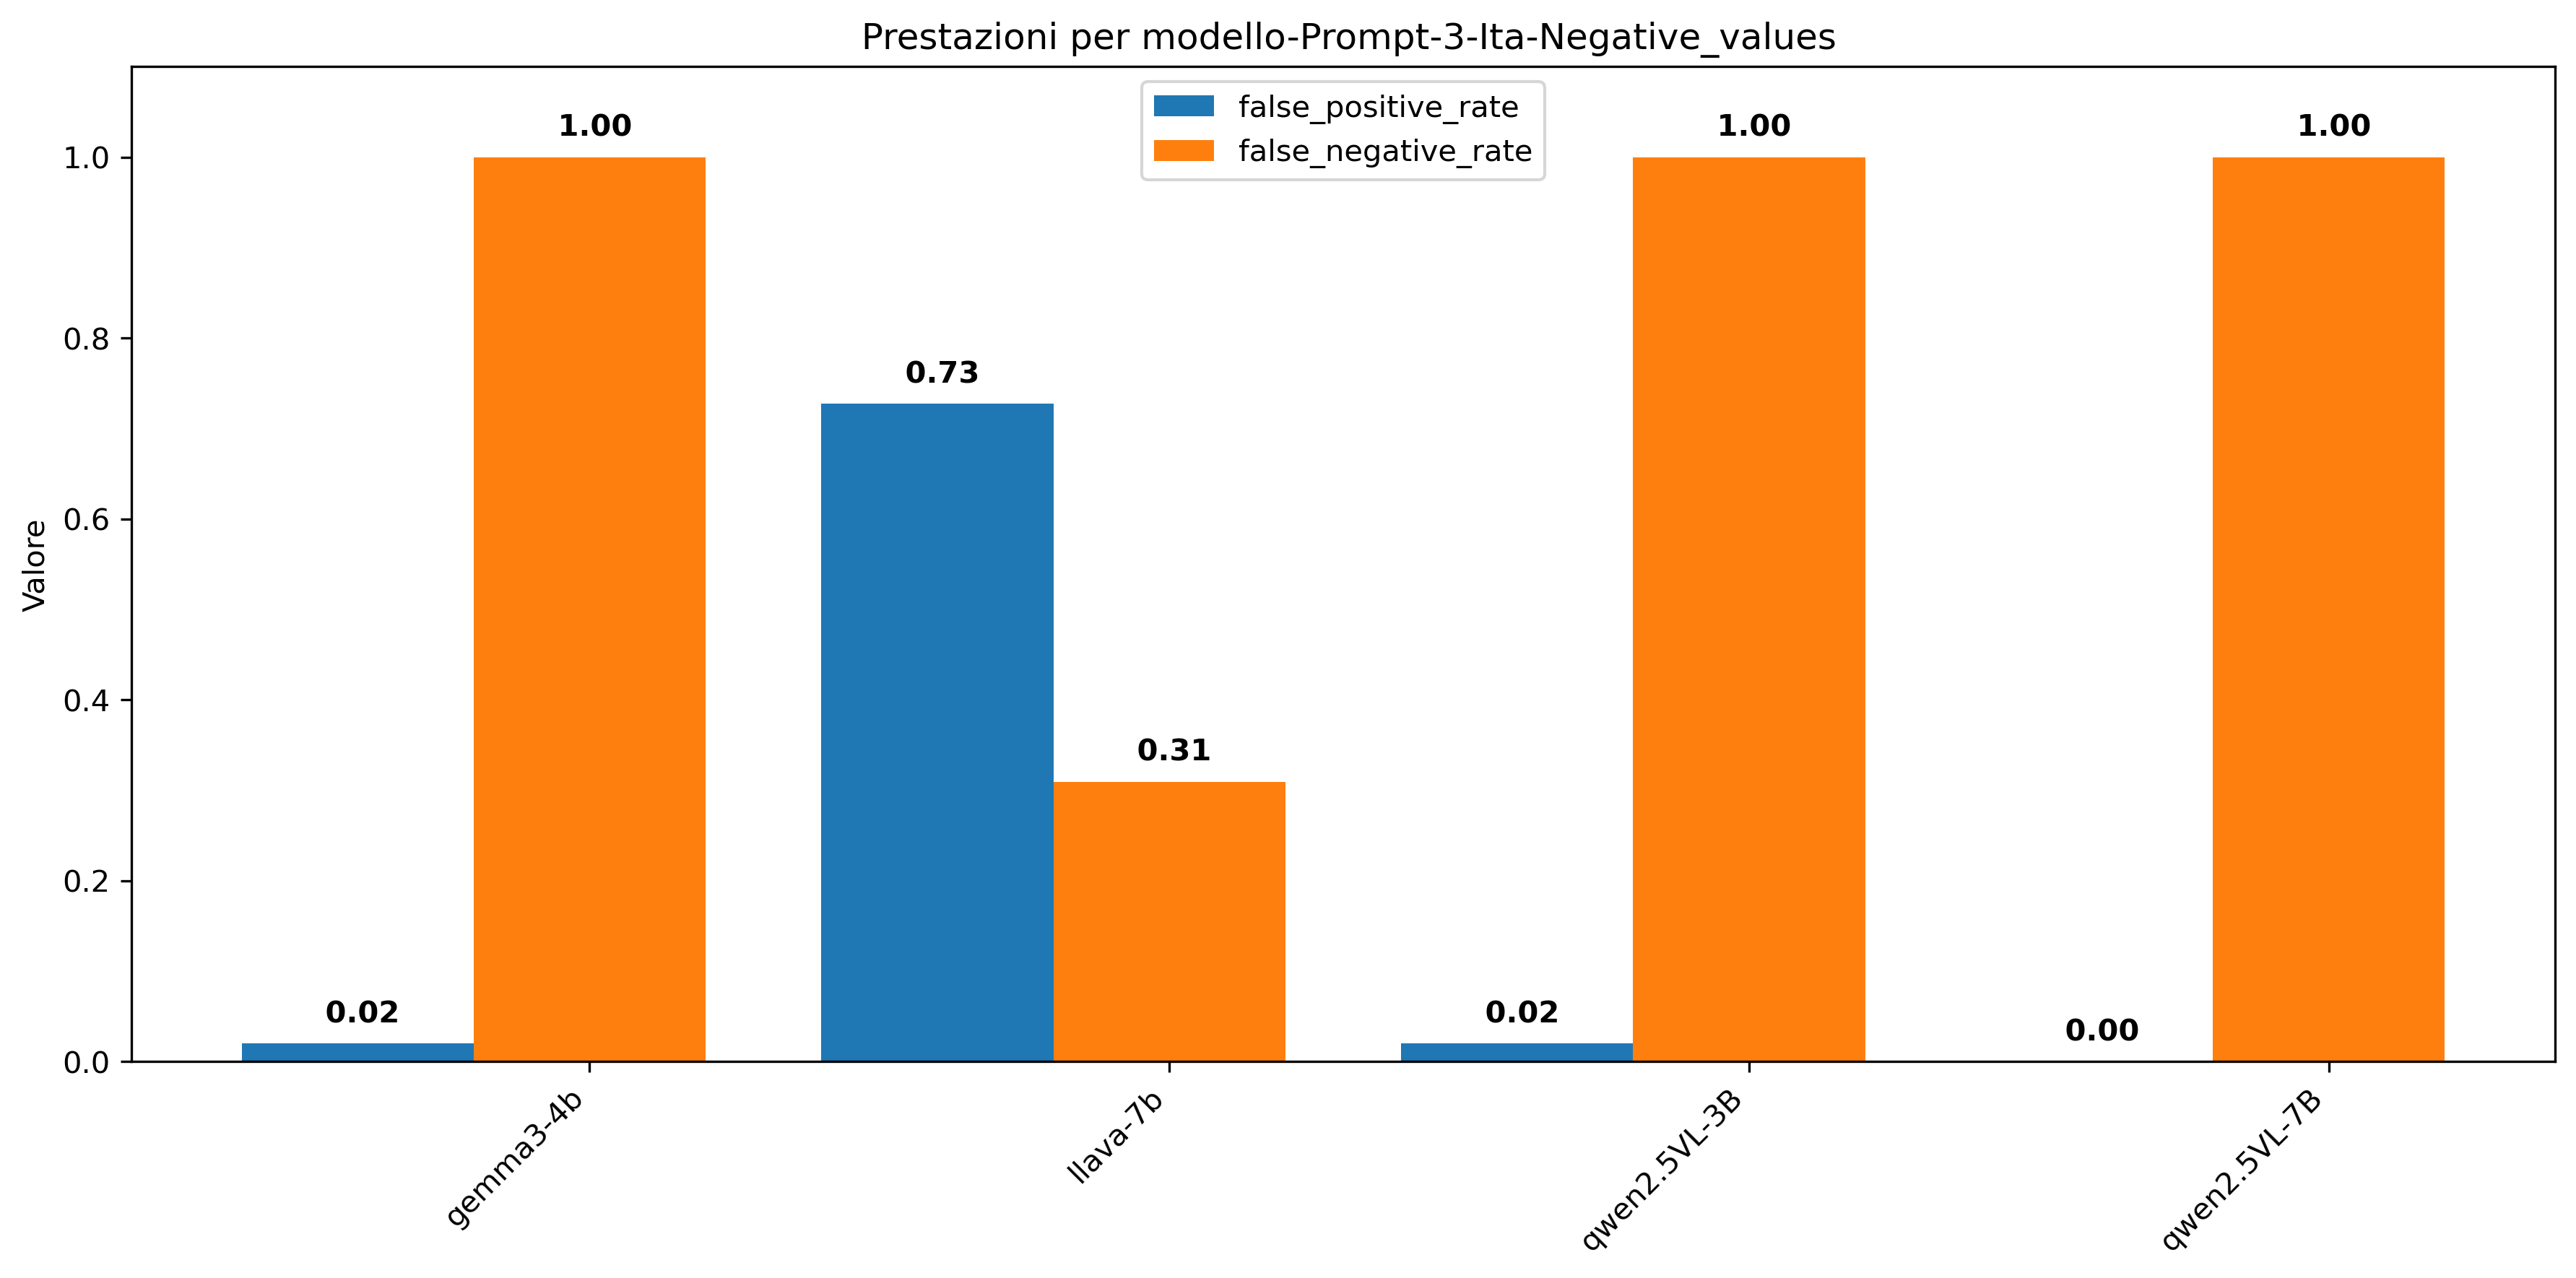 Prestazioni per modello-Prompt-3-Ita-Negative_values
false_positive_rate
false_negative_rate
Valore
1.0
0.8
0.6
0.4
0.2
0.0
0.02
1.00
0.73
0.31
0.02
1.00
0.00
1.00
gemma3-4b
llava-7b
qwen2.5VL-3B
qwen2.5VL-7B